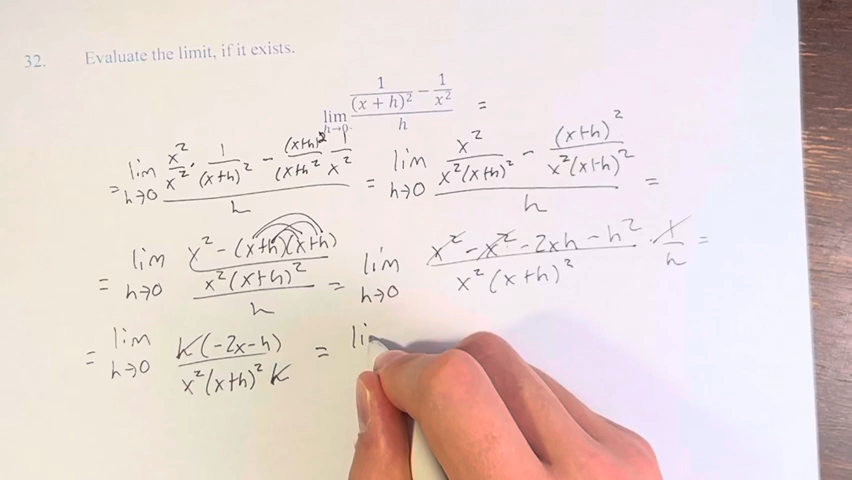 32. Evaluate the limit, if it exists.
lim h→0 (1/(x + h)² − 1/x²)/h =
= lim h→0 (x²/x² · 1/(x+h)² − (x+h)²/(x+h)² · 1/x²)/h = lim h→0 (x²/x²(x+h)² − (x+h)²/x²(x+h)²)/h =
= lim h→0 ((x² − (x+h)(x+h))/x²(x+h)²)/h = lim h→0 (x² − x² − 2xh − h²)/x²(x+h)² · 1/h =
= lim h→0 h(−2x−h)/x²(x+h)² h = li